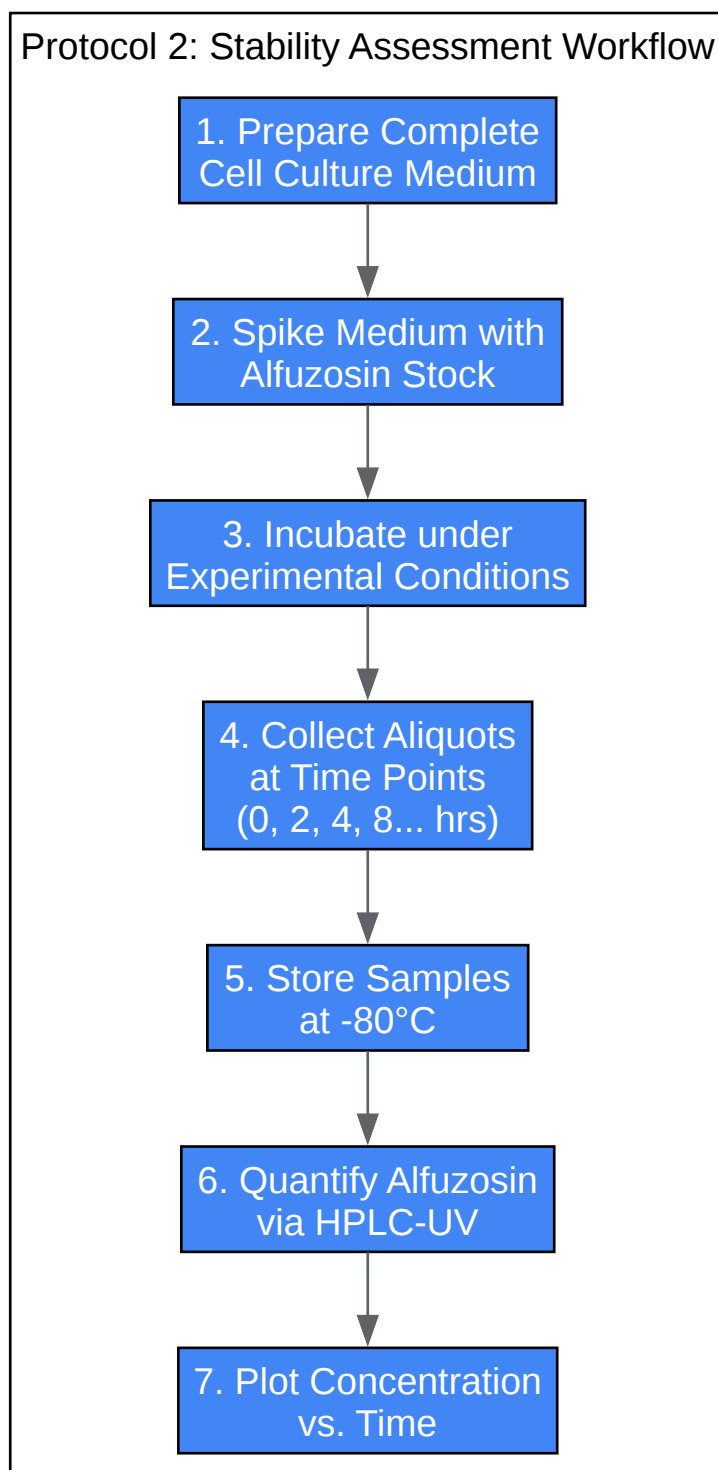 Protocol 2: Stability Assessment Workflow
1. Prepare Complete
Cell Culture Medium
2. Spike Medium with
Alfuzosin Stock
3. Incubate under
Experimental Conditions
4. Collect Aliquots
at Time Points
(0, 2, 4, 8... hrs)
5. Store Samples
at -80°C
6. Quantify Alfuzosin
via HPLC-UV
7. Plot Concentration
vs. Time